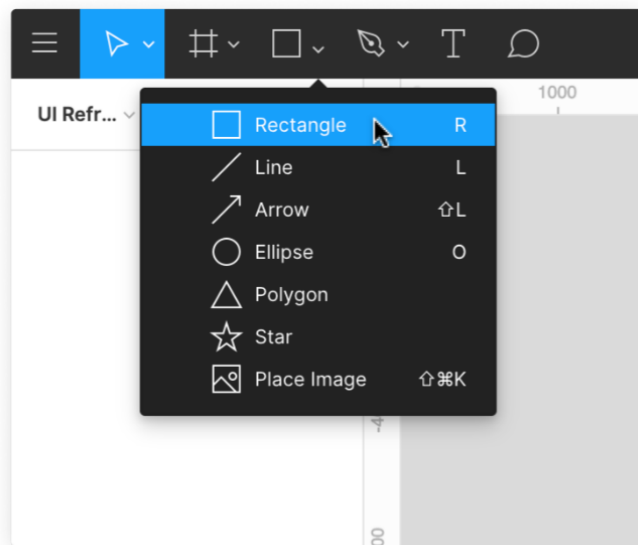 UI Refr...
1000
Rectangle R
Line L
Arrow ⇧L
Ellipse O
Polygon
Star
Place Image ⇧⌘K